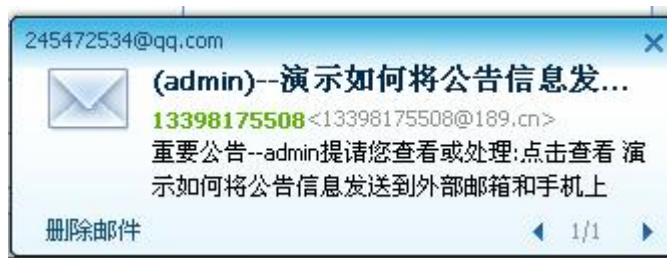 245472534@qq.com
(admin)--演示如何将公告信息发...
13398175508<13398175508@189.cn>
重要公告--admin提请您查看或处理:点击查看 演
示如何将公告信息发送到外部邮箱和手机上
删除邮件 1/1